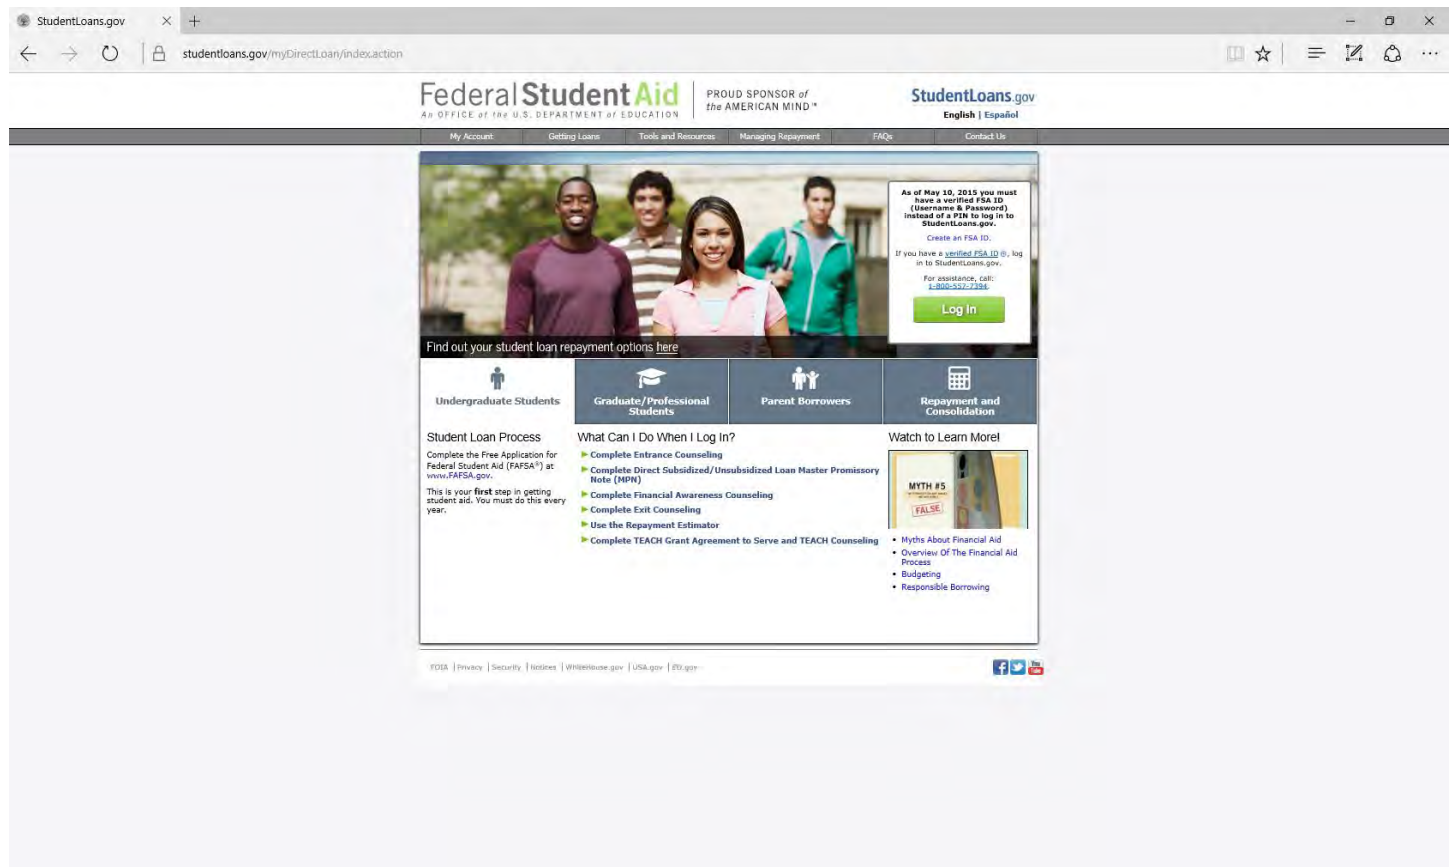 StudentLoans.gov
studentloans.gov/myDirectLoan/index.action
Federal Student Aid
An OFFICE of the U.S. DEPARTMENT of EDUCATION
PROUD SPONSOR of
the AMERICAN MIND™
StudentLoans.gov
English | Español
My Account Getting Loans Tools and Resources Managing Repayment FAQs Contact Us
As of May 10, 2015 you must
have a verified FSA ID
(Username & Password)
instead of a PIN to log in to
StudentLoans.gov.
Create an FSA ID.
If you have a verified FSA ID, log
in to StudentLoans.gov.
For assistance, call:
1-800-557-7394.
Log In
Find out your student loan repayment options here
Undergraduate Students
Graduate/Professional
Students
Parent Borrowers
Repayment and
Consolidation
Student Loan Process
Complete the Free Application for
Federal Student Aid (FAFSA®) at
www.FAFSA.gov.
This is your first step in getting
student aid. You must do this every
year.
What Can I Do When I Log In?
Complete Entrance Counseling
Complete Direct Subsidized/Unsubsidized Loan Master Promissory
Note (MPN)
Complete Financial Awareness Counseling
Complete Exit Counseling
Use the Repayment Estimator
Complete TEACH Grant Agreement to Serve and TEACH Counseling
Watch to Learn More!
MYTH #5
FALSE
• Myths About Financial Aid
• Overview Of The Financial Aid
Process
• Budgeting
• Responsible Borrowing
FOIA | Privacy | Security | Notices | WhiteHouse.gov | USA.gov | ED.gov
You
Tube